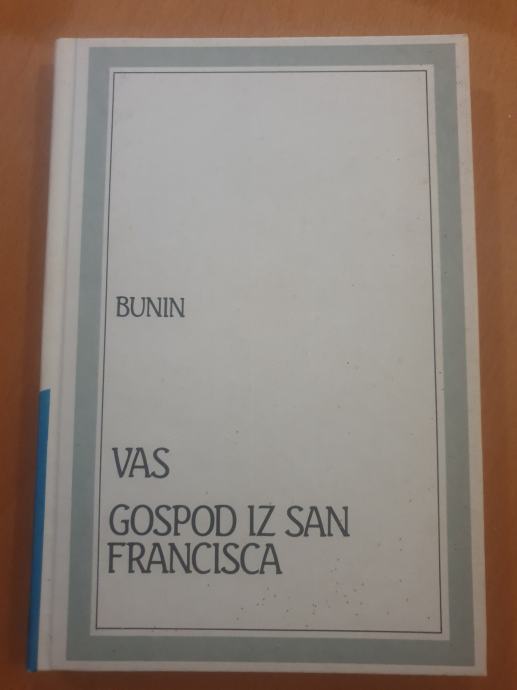 BUNIN
VAS
GOSPOD IZ SAN
FRANCISCA